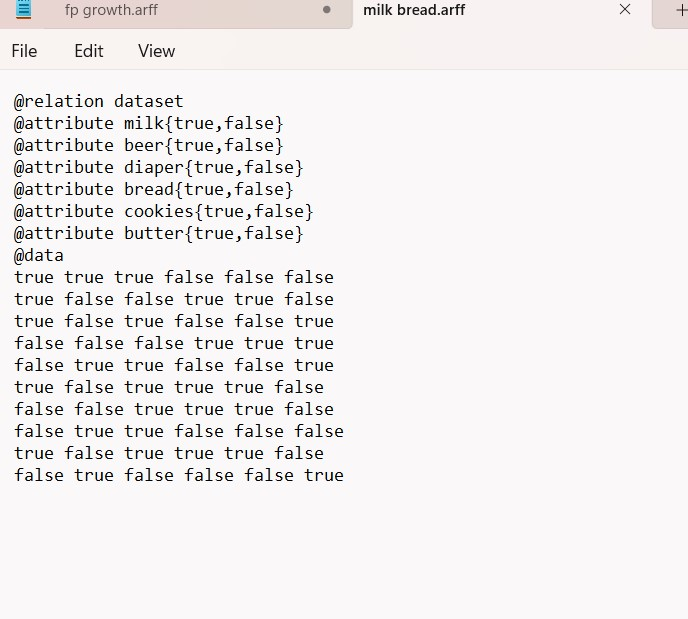 fp growth.arff
milk bread.arff
File Edit View
@relation dataset
@attribute milk{true,false}
@attribute beer{true,false}
@attribute diaper{true,false}
@attribute bread{true,false}
@attribute cookies{true,false}
@attribute butter{true,false}
@data
true true true false false false
true false false true true false
true false true false false true
false false false true true true
false true true false false true
true false true true true false
false false true true true false
false true true false false false
true false true true true false
false true false false false true